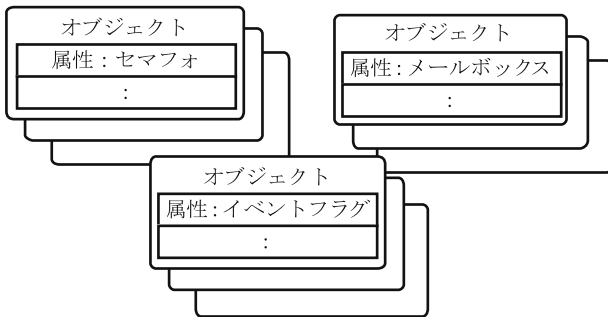 オブジェクト
属性：セマフォ
：
オブジェクト
属性：メールボックス
：
オブジェクト
属性：イベントフラグ
：